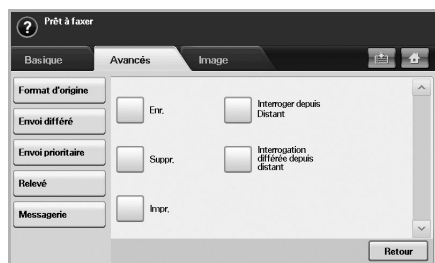 Prêt à faxer
Basique
Avancés
Image
Format d'origine
Envoi différé
Envoi prioritaire
Relevé
Messagerie
Enr.
Suppr.
Impr.
Interroger depuis
Distant
Interrogation
différée depuis
distant
Retour